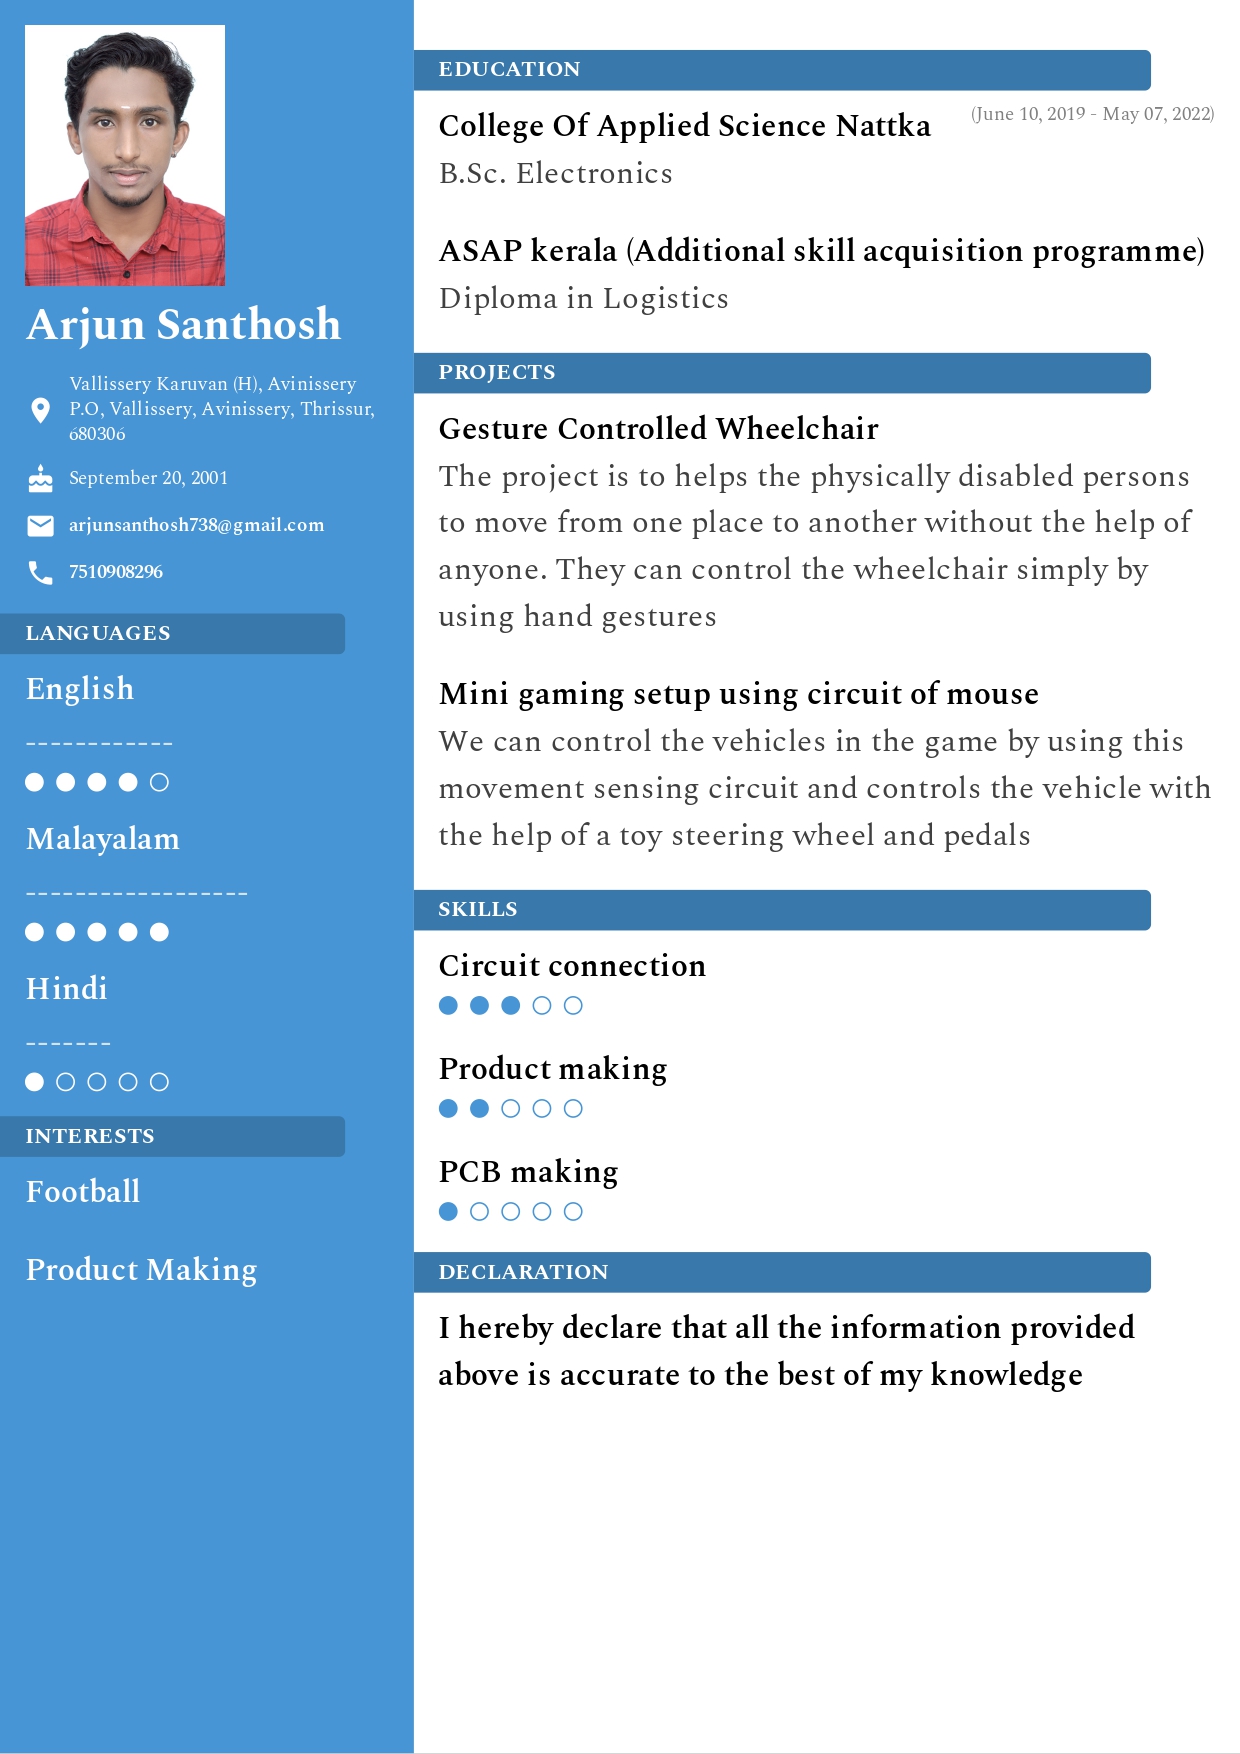 Arjun Santhosh
Vallissery Karuvan (H), Avinissery
P.O, Vallissery, Avinissery, Thrissur,
680306
September 20, 2001
arjunsanthosh738@gmail.com
7510908296
LANGUAGES
English
------------
Malayalam
------------------
Hindi
-------
INTERESTS
Football
Product Making
EDUCATION
College Of Applied Science Nattka (June 10, 2019 - May 07, 2022)
B.Sc. Electronics
ASAP kerala (Additional skill acquisition programme)
Diploma in Logistics
PROJECTS
Gesture Controlled Wheelchair
The project is to helps the physically disabled persons
to move from one place to another without the help of
anyone. They can control the wheelchair simply by
using hand gestures
Mini gaming setup using circuit of mouse
We can control the vehicles in the game by using this
movement sensing circuit and controls the vehicle with
the help of a toy steering wheel and pedals
SKILLS
Circuit connection
Product making
PCB making
DECLARATION
I hereby declare that all the information provided
above is accurate to the best of my knowledge